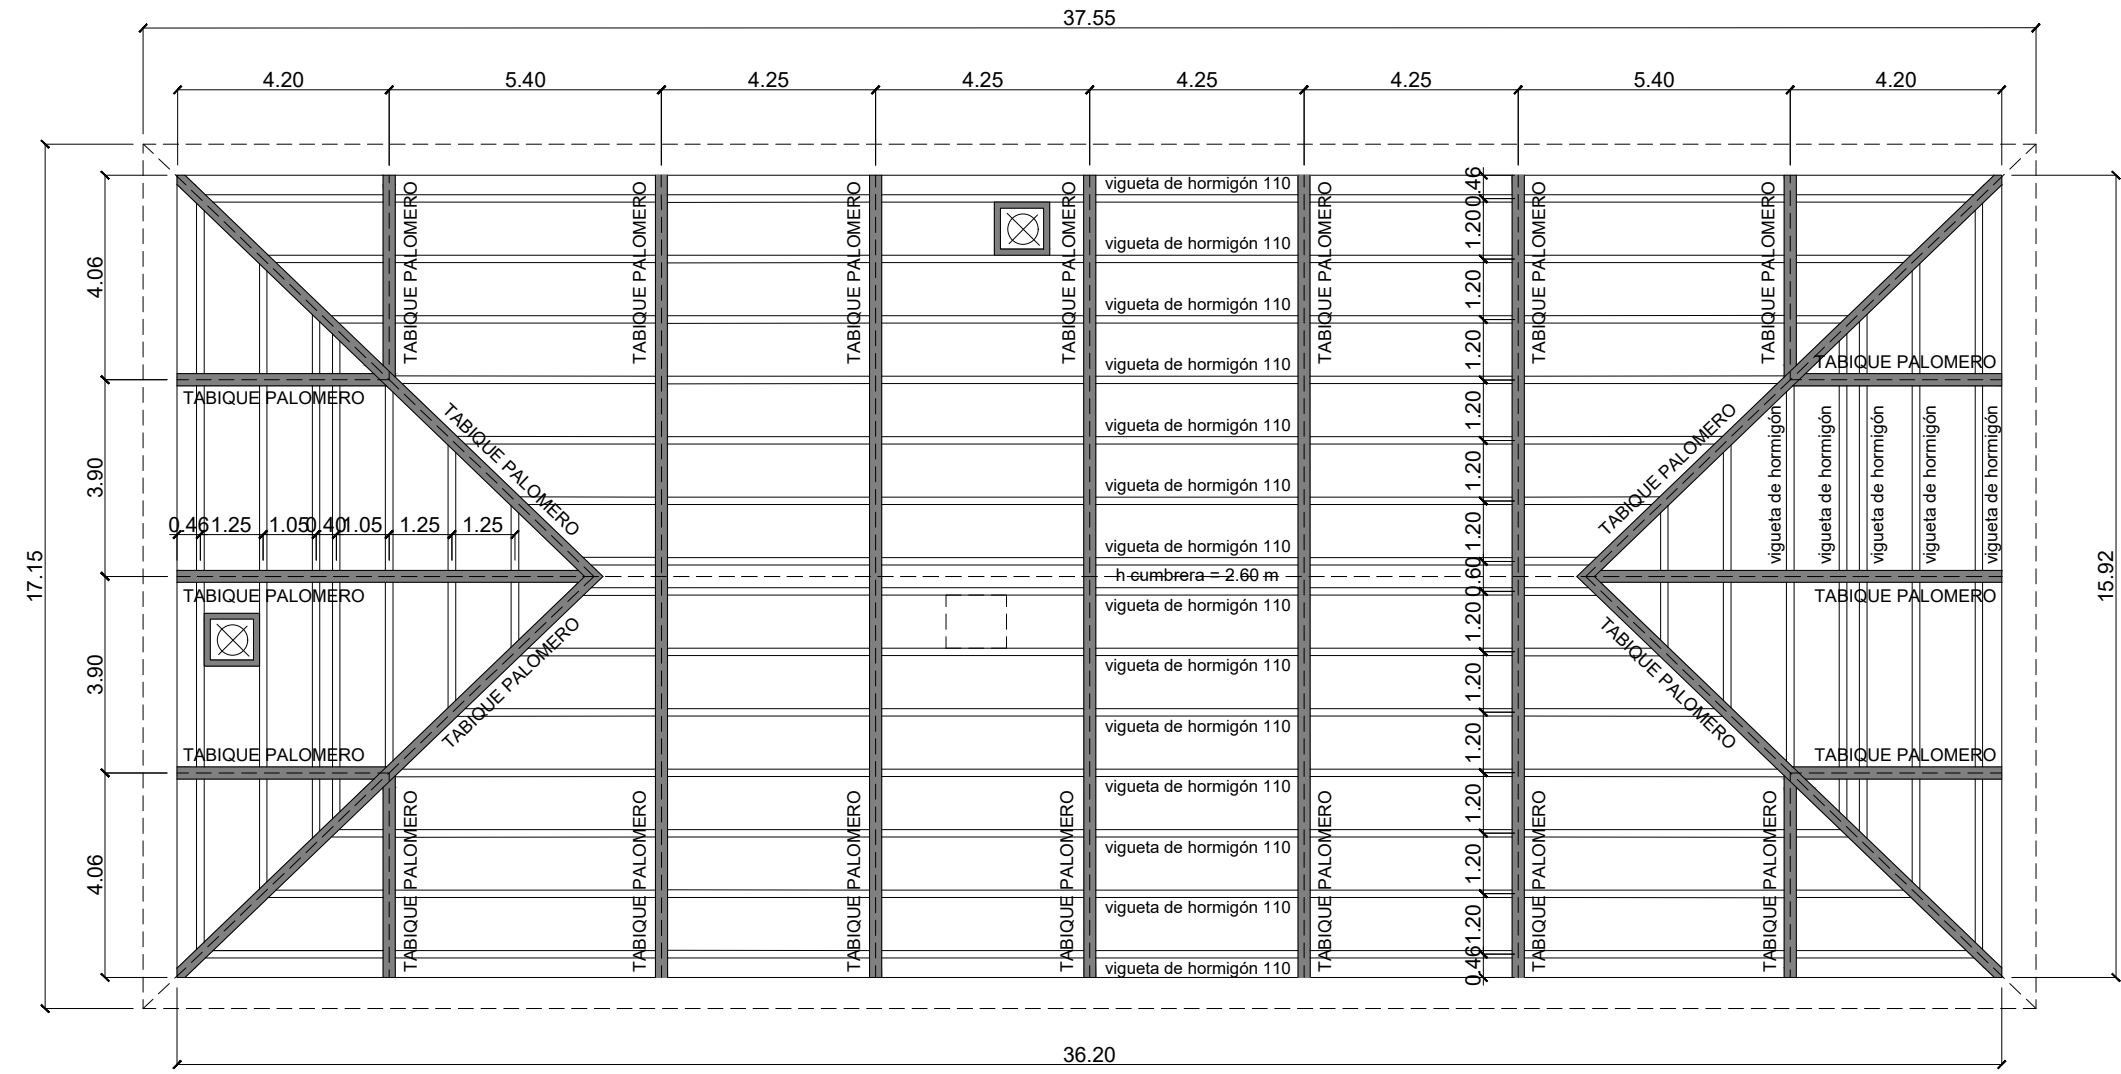 37.55
4.20 5.40 4.25 4.25 4.25 4.25 5.40 4.20
17.15
4.06
3.90
3.90
4.06
15.92
36.20
TABIQUE PALOMERO
TABIQUE PALOMERO
TABIQUE PALOMERO
TABIQUE PALOMERO
TABIQUE PALOMERO
TABIQUE PALOMERO
TABIQUE PALOMERO
vigueta de hormigón 110
vigueta de hormigón 110
vigueta de hormigón 110
vigueta de hormigón 110
vigueta de hormigón 110
vigueta de hormigón 110
vigueta de hormigón 110
h cumbrera = 2.60 m
vigueta de hormigón 110
vigueta de hormigón 110
vigueta de hormigón 110
vigueta de hormigón 110
vigueta de hormigón 110
vigueta de hormigón 110
vigueta de hormigón 110
0.46
1.20
1.20
1.20
1.20
1.20
1.20
0.60
1.20
1.20
1.20
1.20
1.20
1.20
0.46
TABIQUE PALOMERO
TABIQUE PALOMERO
0.46 1.25 1.05 0.40 1.05 1.25 1.25
TABIQUE PALOMERO
TABIQUE PALOMERO
TABIQUE PALOMERO
TABIQUE PALOMERO
TABIQUE PALOMERO
vigueta de hormigón
vigueta de hormigón
vigueta de hormigón
vigueta de hormigón
vigueta de hormigón
TABIQUE PALOMERO
TABIQUE PALOMERO
TABIQUE PALOMERO
TABIQUE PALOMERO
TABIQUE PALOMERO
TABIQUE PALOMERO
TABIQUE PALOMERO
TABIQUE PALOMERO
TABIQUE PALOMERO
TABIQUE PALOMERO